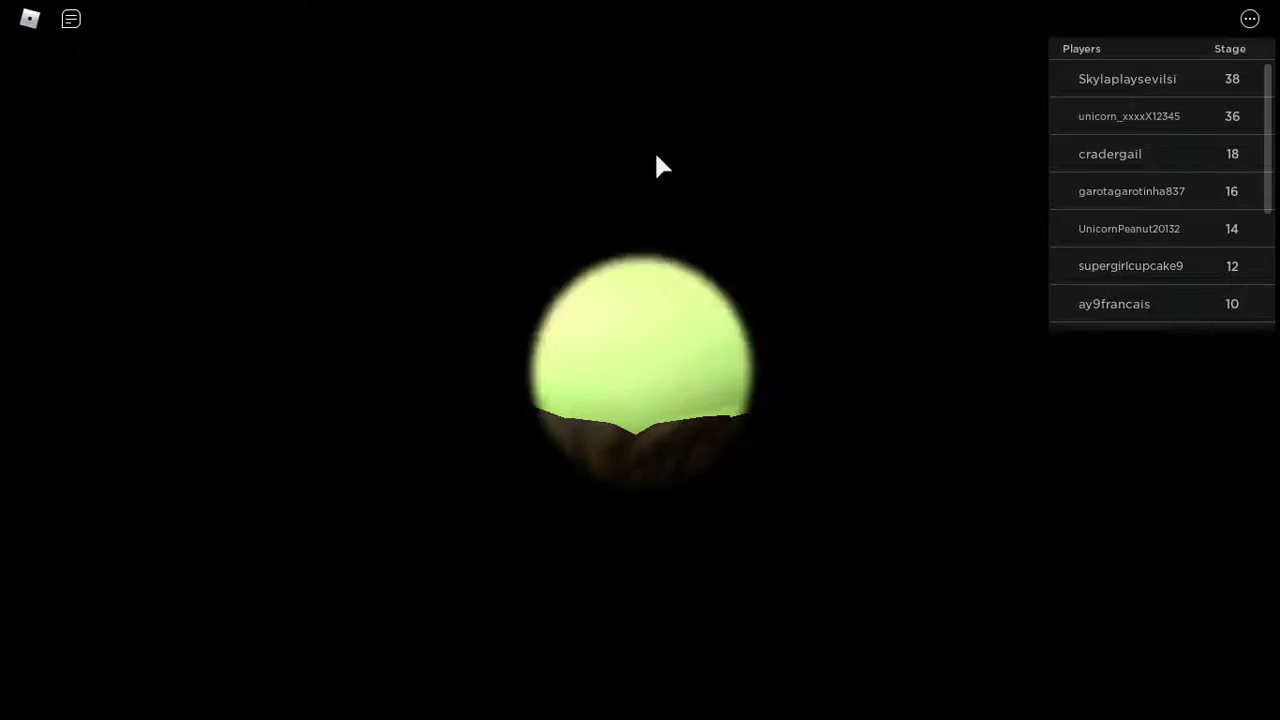 Players Stage
Skylaplaysevilsi 38
unicorn_xxxxX12345 36
cradergail 18
garotagarotinha837 16
UnicornPeanut20132 14
supergirlcupcake9 12
ay9francais 10